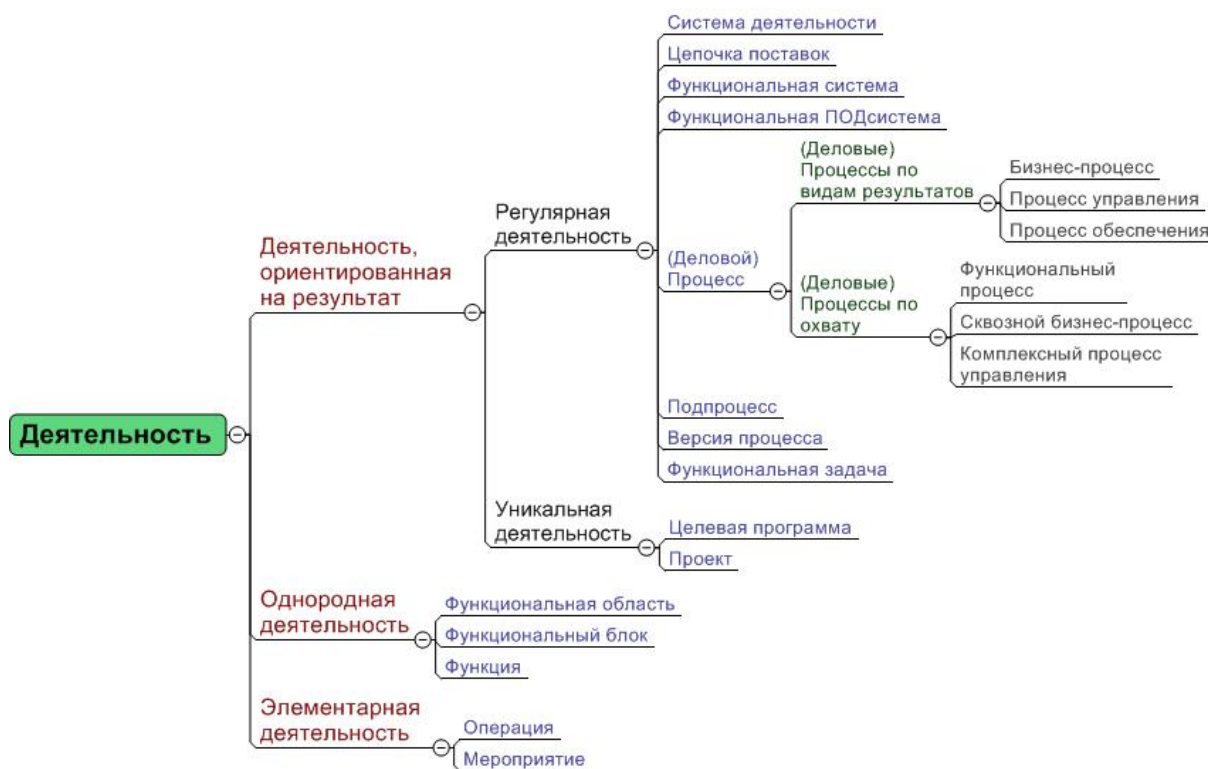 Система деятельности
Цепочка поставок
Функциональная система
Функциональная ПОДсистема
(Деловые)
Процессы по
видам результатов
Бизнес-процесс
Процесс управления
Процесс обеспечения
Регулярная
деятельность
(Деловой)
Процесс
Деятельность,
ориентированная
на результат
(Деловые)
Процессы по
охвату
Функциональный
процесс
Сквозной бизнес-процесс
Комплексный процесс
управления
Подпроцесс
Версия процесса
Функциональная задача
Деятельность
Уникальная
деятельность
Целевая программа
Проект
Однородная
деятельность
Функциональная область
Функциональный блок
Функция
Элементарная
деятельность
Операция
Мероприятие